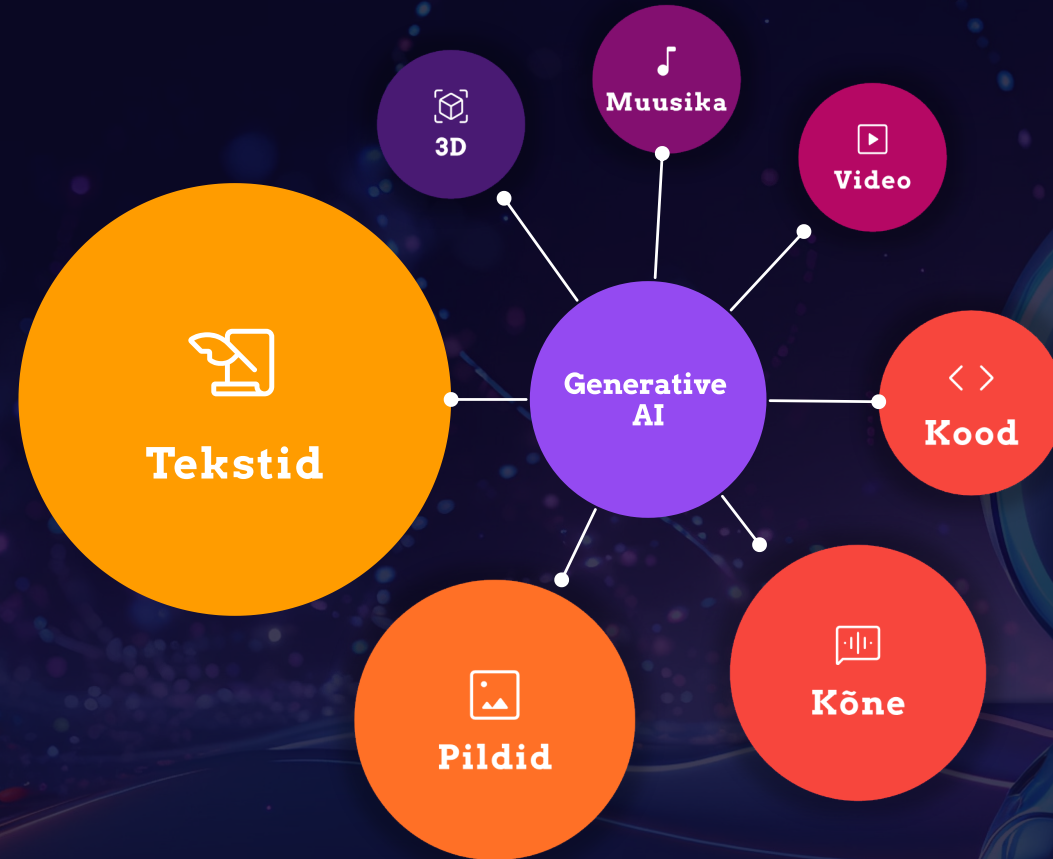 Muusika
3D
Video
Generative
AI
Kood
Tekstid
Kõne
Pildid